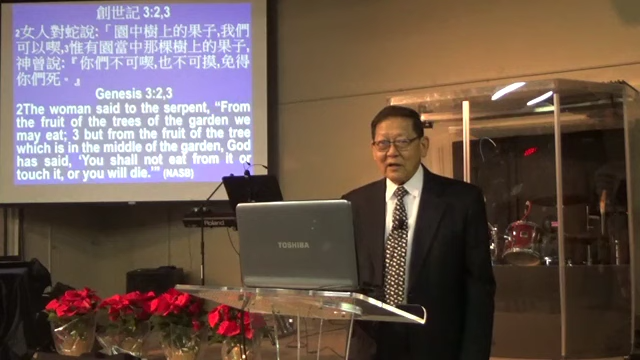 創世記 3:2,3
2女人對蛇說:「園中樹上的果子,我們
可以喫,3惟有園當中那棵樹上的果子,
神曾說:『你們不可喫,也不可摸,免得
你們死。』
Genesis 3:2,3
2The woman said to the serpent, “From
the fruit of the trees of the garden we
may eat; 3 but from the fruit of the tree
which is in the middle of the garden, God
has said, ‘You shall not eat from it or
touch it, or you will die.’” (NASB)
Roland
TOSHIBA